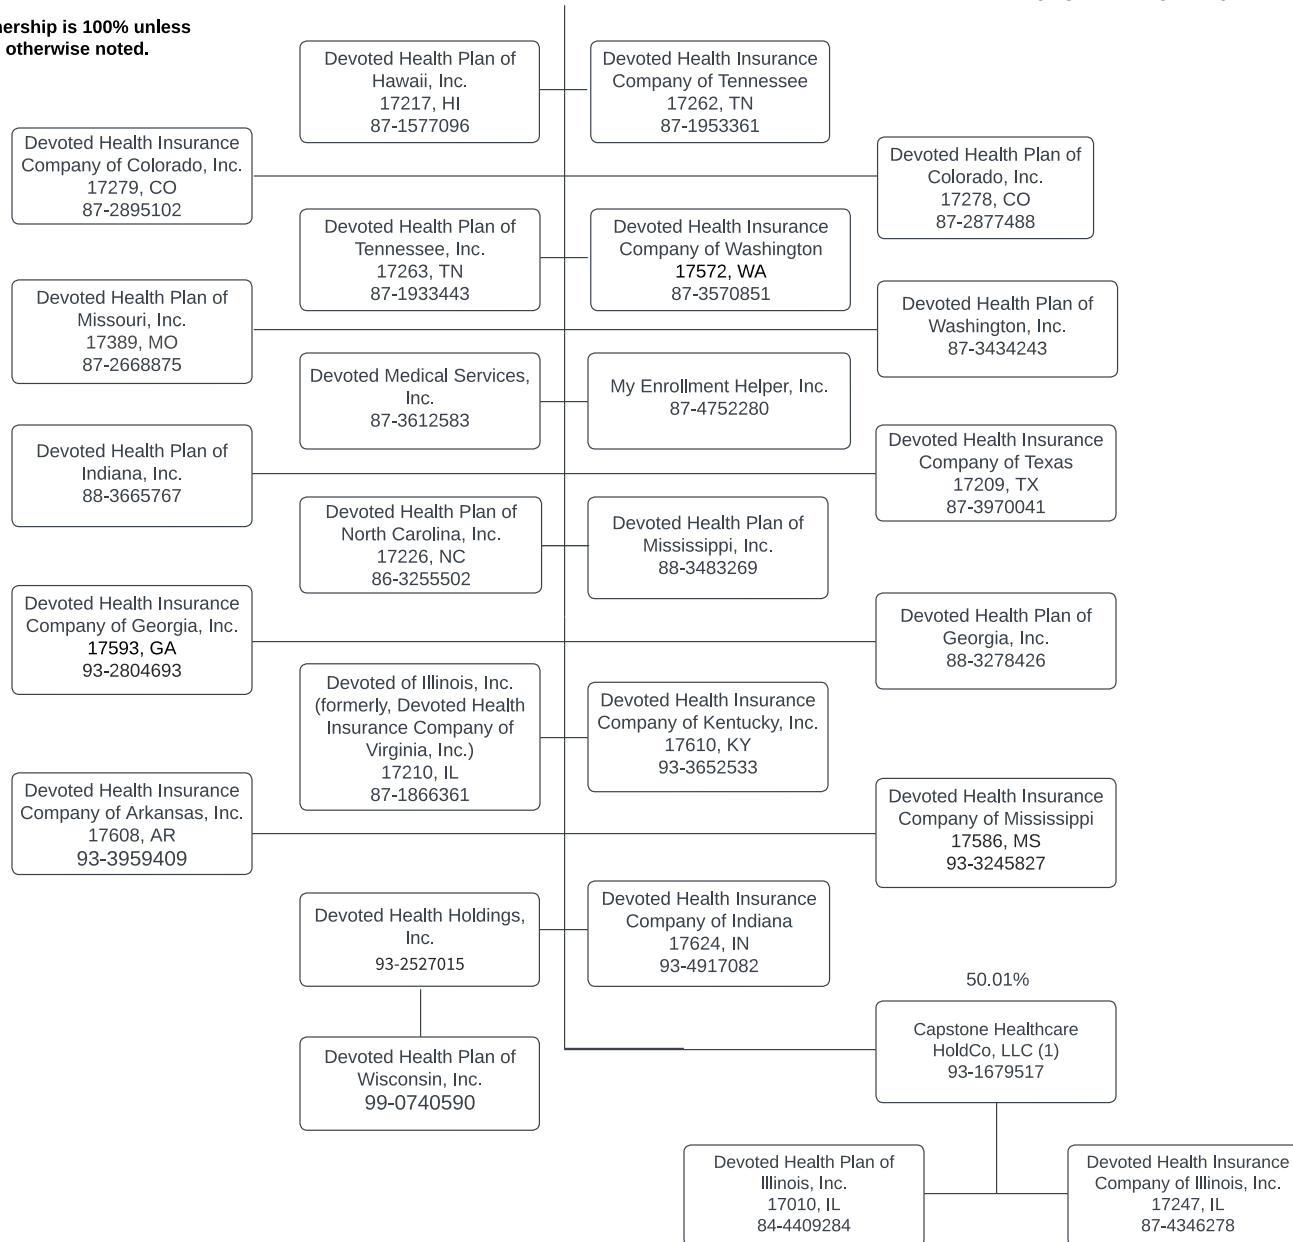 otherwise noted.
is 100% unless
Devoted Health Plan of
Hawaii, Inc.
17217, HI
87-1577096
Devoted Health Insurance
Company of Tennessee
17262, TN
87-1953361
Devoted Health Insurance
Company of Colorado, Inc.
17279, CO
87-2895102
Devoted Health Plan of
Colorado, Inc.
17278, CO
87-2877488
Devoted Health Plan of
Tennessee, Inc.
17263, TN
87-1933443
Devoted Health Insurance
Company of Washington
17572, WA
87-3570851
Devoted Health Plan of
Missouri, Inc.
17389, MO
87-2668875
Devoted Health Plan of
Washington, Inc.
87-3434243
Devoted Medical Services,
Inc.
87-3612583
My Enrollment Helper, Inc.
87-4752280
Devoted Health Plan of
Indiana, Inc.
88-3665767
Devoted Health Insurance
Company of Texas
17209, TX
87-3970041
Devoted Health Plan of
North Carolina, Inc.
17226, NC
86-3255502
Devoted Health Plan of
Mississippi, Inc.
88-3483269
Devoted Health Insurance
Company of Georgia, Inc.
17593, GA
93-2804693
Devoted Health Plan of
Georgia, Inc.
88-3278426
Devoted of Illinois, Inc.
(formerly, Devoted Health
Insurance Company of
Virginia, Inc.)
17210, IL
87-1866361
Devoted Health Insurance
Company of Kentucky, Inc.
17610, KY
93-3652533
Devoted Health Insurance
Company of Arkansas, Inc.
17608, AR
93-3959409
Devoted Health Insurance
Company of Mississippi
17586, MS
93-3245827
Devoted Health Holdings,
Inc.
93-2527015
Devoted Health Insurance
Company of Indiana
17624, IN
93-4917082
50.01%
Capstone Healthcare
HoldCo, LLC (1)
93-1679517
Devoted Health Plan of
Wisconsin, Inc.
99-0740590
Devoted Health Plan of
Illinois, Inc.
17010, IL
84-4409284
Devoted Health Insurance
Company of Illinois, Inc.
17247, IL
87-4346278